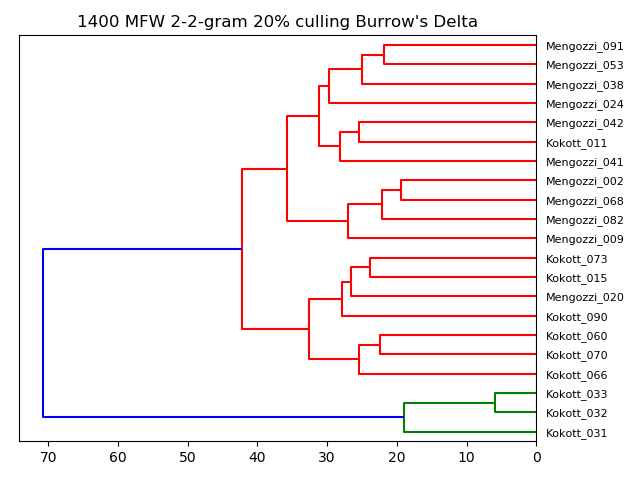 1400 MFW 2-2-gram 20% culling Burrow's Delta
Mengozzi_091
Mengozzi_053
Mengozzi_038
Mengozzi_024
Mengozzi_042
Kokott_011
Mengozzi_041
Mengozzi_002
Mengozzi_068
Mengozzi_082
Mengozzi_009
Kokott_073
Kokott_015
Mengozzi_020
Kokott_090
Kokott_060
Kokott_070
Kokott_066
Kokott_033
Kokott_032
Kokott_031
70 60 50 40 30 20 10 0